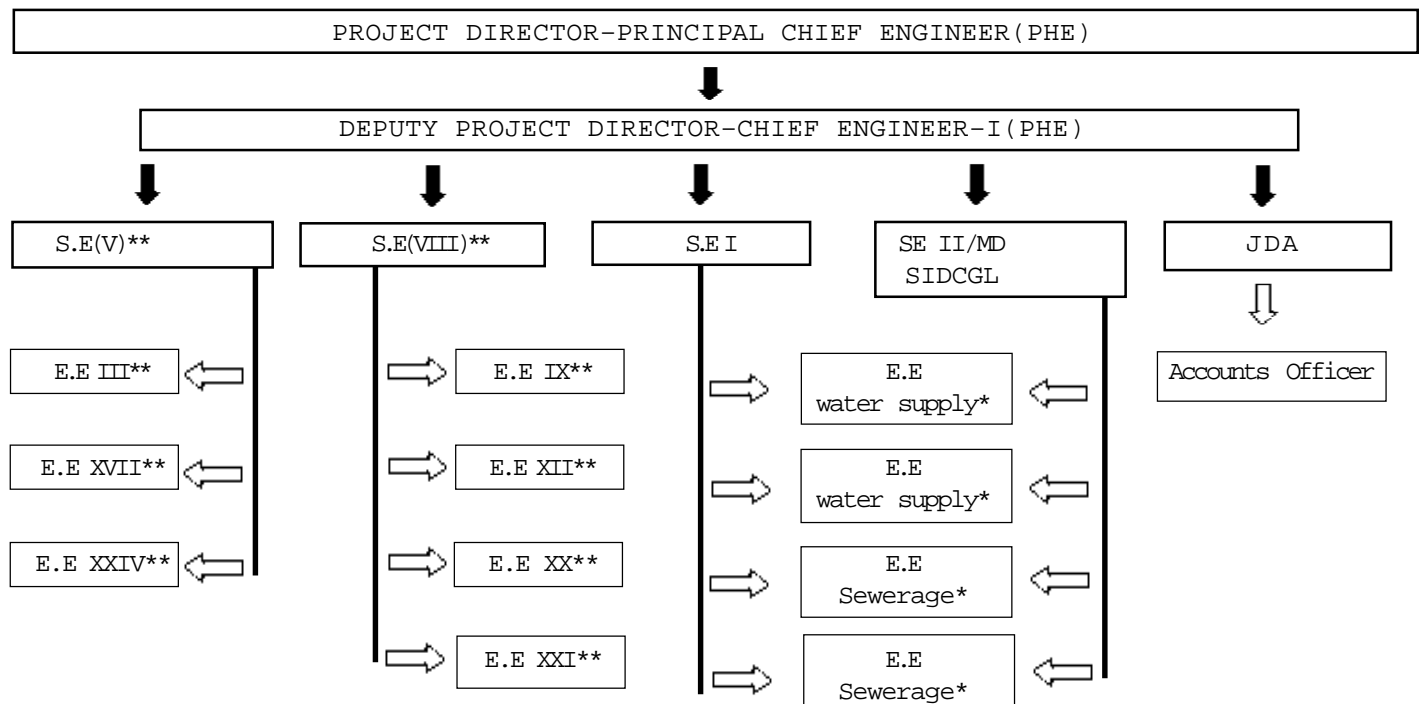 PROJECT DIRECTOR-PRINCIPAL CHIEF ENGINEER(PHE)
DEPUTY PROJECT DIRECTOR-CHIEF ENGINEER-I(PHE)
S.E(V)**
S.E(VIII)**
S.E I
SE II/MD
SIDCGL
JDA
E.E III**
E.E IX**
E.E
water supply*
Accounts Officer
E.E XVII**
E.E XII**
E.E
water supply*
E.E XXIV**
E.E XX**
E.E
Sewerage*
E.E XXI**
E.E
Sewerage*